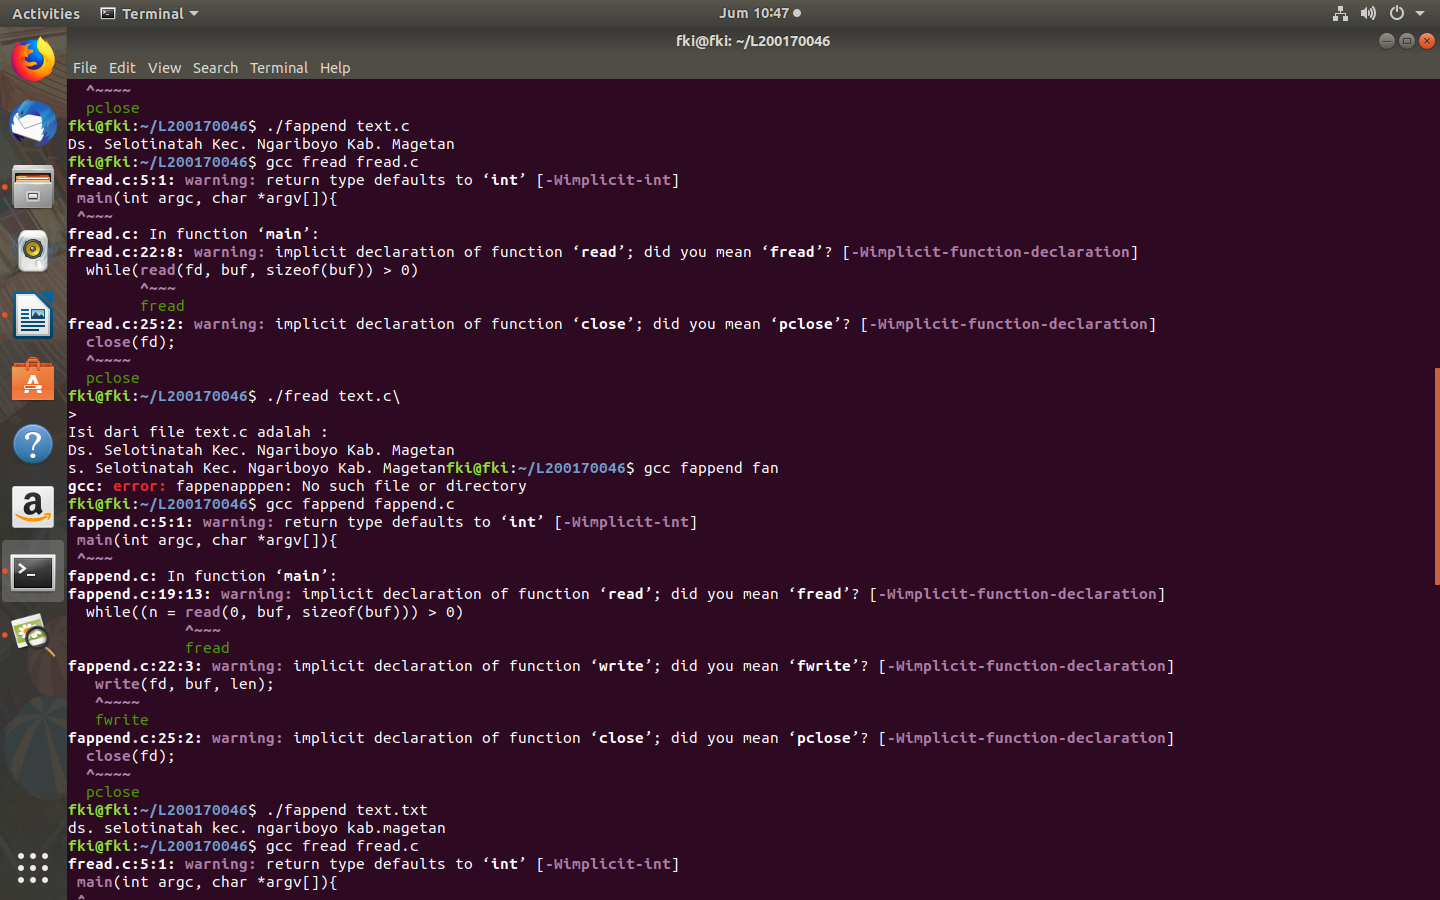 Activities Terminal Jum 10:47
fki@fki: ~/L200170046
File Edit View Search Terminal Help
^~~~~
pclose
fki@fki:~/L200170046$ ./fappend text.c
Ds. Selotinatah Kec. Ngariboyo Kab. Magetan
fki@fki:~/L200170046$ gcc fread fread.c
fread.c:5:1: warning: return type defaults to ‘int’ [-Wimplicit-int]
main(int argc, char *argv[]){
^~~~
fread.c: In function ‘main’:
fread.c:22:8: warning: implicit declaration of function ‘read’; did you mean ‘fread’? [-Wimplicit-function-declaration]
while(read(fd, buf, sizeof(buf)) > 0)
^~~~
fread
fread.c:25:2: warning: implicit declaration of function ‘close’; did you mean ‘pclose’? [-Wimplicit-function-declaration]
close(fd);
^~~~~
pclose
fki@fki:~/L200170046$ ./fread text.c\
>
Isi dari file text.c adalah :
Ds. Selotinatah Kec. Ngariboyo Kab. Magetan
s. Selotinatah Kec. Ngariboyo Kab. Magetanfki@fki:~/L200170046$ gcc fappend fan
gcc: error: fappenapppen: No such file or directory
fki@fki:~/L200170046$ gcc fappend fappend.c
fappend.c:5:1: warning: return type defaults to ‘int’ [-Wimplicit-int]
main(int argc, char *argv[]){
^~~~
fappend.c: In function ‘main’:
fappend.c:19:13: warning: implicit declaration of function ‘read’; did you mean ‘fread’? [-Wimplicit-function-declaration]
while((n = read(0, buf, sizeof(buf))) > 0)
^~~~
fread
fappend.c:22:3: warning: implicit declaration of function ‘write’; did you mean ‘fwrite’? [-Wimplicit-function-declaration]
write(fd, buf, len);
^~~~~
fwrite
fappend.c:25:2: warning: implicit declaration of function ‘close’; did you mean ‘pclose’? [-Wimplicit-function-declaration]
close(fd);
^~~~~
pclose
fki@fki:~/L200170046$ ./fappend text.txt
ds. selotinatah kec. ngariboyo kab.magetan
fki@fki:~/L200170046$ gcc fread fread.c
fread.c:5:1: warning: return type defaults to ‘int’ [-Wimplicit-int]
main(int argc, char *argv[]){